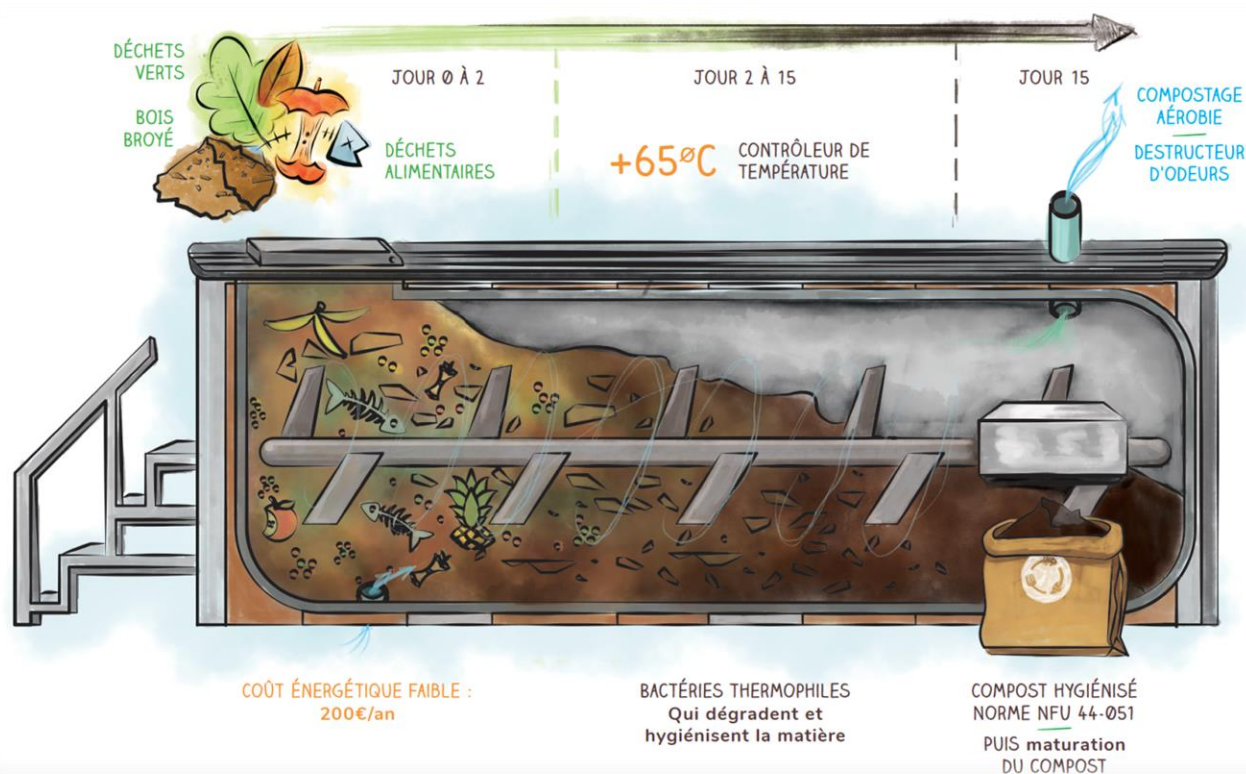 DÉCHETS
VERTS
BOIS
BROYÉ
DÉCHETS
ALIMENTAIRES
JOUR Ø À 2
JOUR 2 À 15
JOUR 15
+65°C
CONTRÔLEUR DE
TEMPÉRATURE
COMPOSTAGE
AÉROBIE
DESTRUCTEUR
D'ODEURS
COÛT ÉNERGÉTIQUE FAIBLE :
200€/an
BACTÉRIES THERMOPHILES
Qui dégradent et
hygiénisent la matière
COMPOST HYGIÉNISÉ
NORME NFU 44-Ø51
PUIS maturation
DU COMPOST